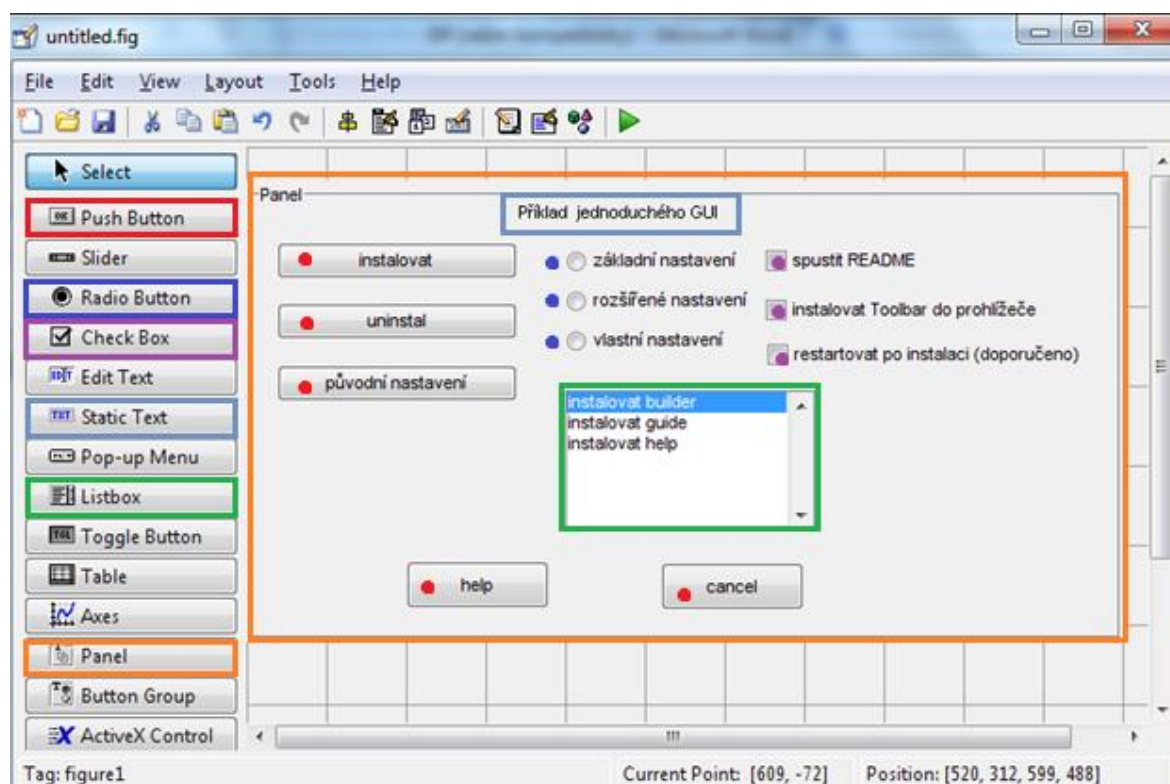 untitled.fig
File Edit View Layout Tools Help
Select
Push Button
Slider
Radio Button
Check Box
Edit Text
Static Text
Pop-up Menu
Listbox
Toggle Button
Table
Axes
Panel
Button Group
ActiveX Control
Panel
Příklad jednoduchého GUI
instalovat
uninstal
původní nastavení
základní nastavení
rozšířené nastavení
vlastní nastavení
spustit README
instalovat Toolbar do prohlížeče
restartovat po instalaci (doporučeno)
instalovat builder
instalovat guide
instalovat help
help
cancel
Tag: figure1 Current Point: [609, -72] Position: [520, 312, 599, 488]